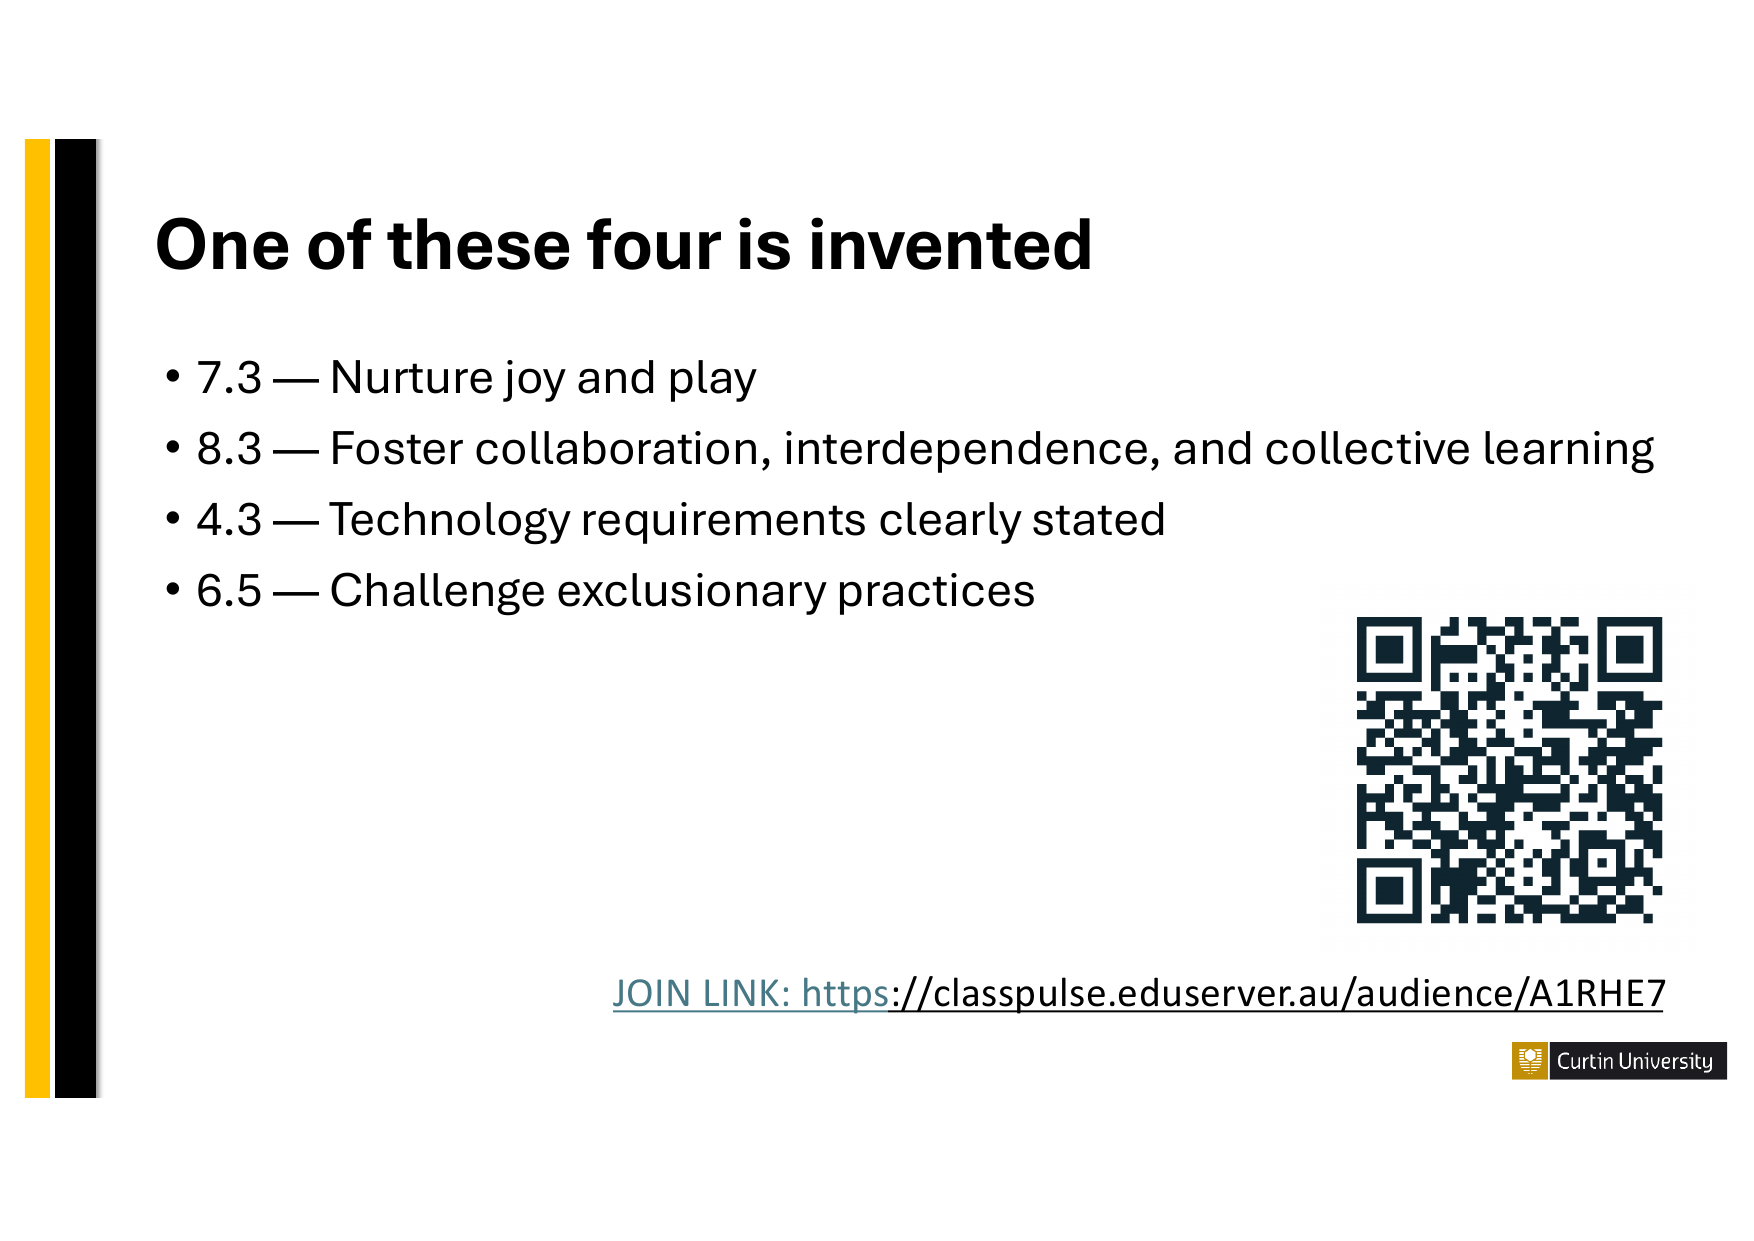 One of these four is invented
• 7.3 — Nurture joy and play
• 8.3 — Foster collaboration, interdependence, and collective learning
• 4.3 — Technology requirements clearly stated
• 6.5 — Challenge exclusionary practices
JOIN LINK: https://classpulse.eduserver.au/audience/A1RHE7
Curtin University